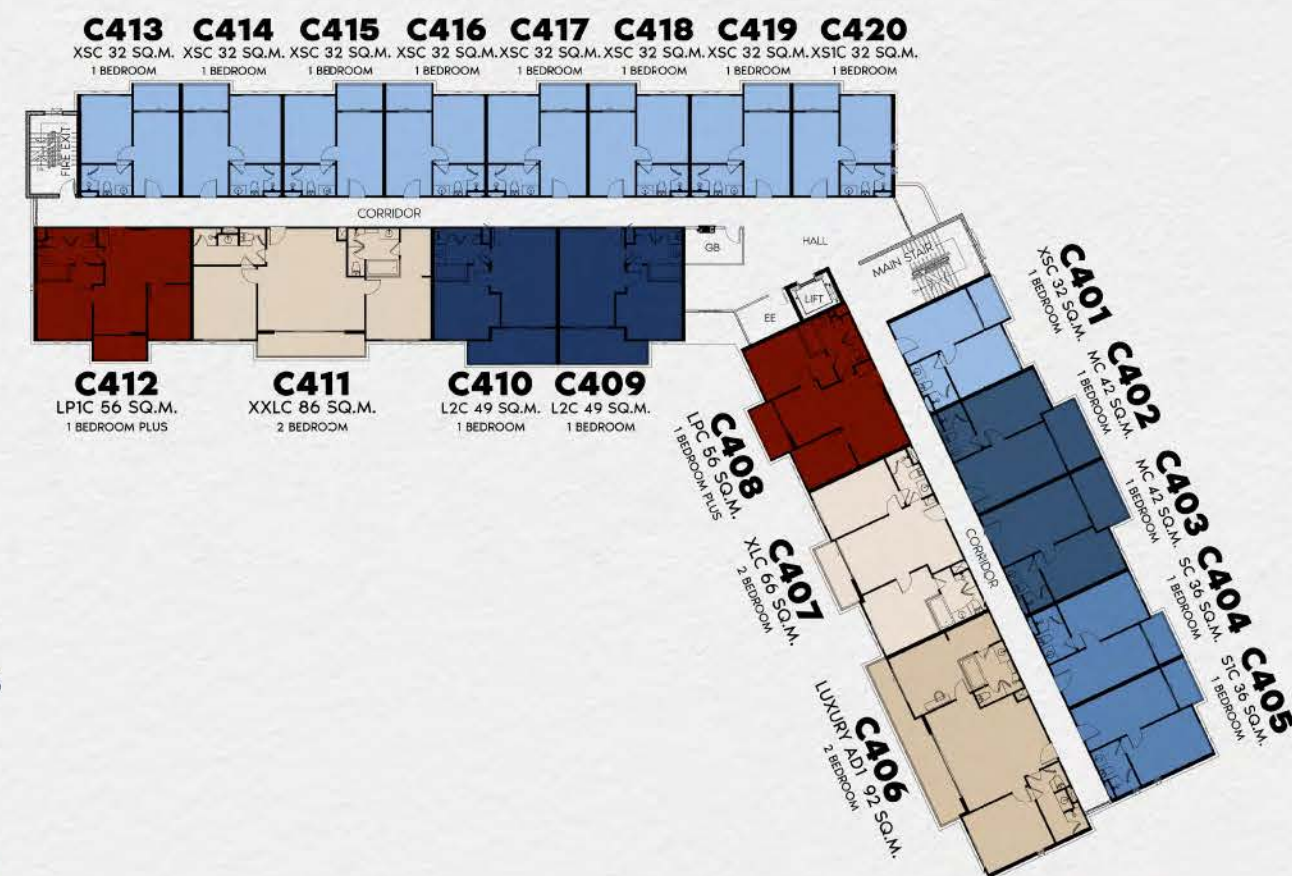 C413
XSC 32 SQ.M.
1 BEDROOM
C414
XSC 32 SQ.M.
1 BEDROOM
C415
XSC 32 SQ.M.
1 BEDROOM
C416
XSC 32 SQ.M.
1 BEDROOM
C417
XSC 32 SQ.M.
1 BEDROOM
C418
XSC 32 SQ.M.
1 BEDROOM
C419
XSC 32 SQ.M.
1 BEDROOM
C420
XS1C 32 SQ.M.
1 BEDROOM
FIRE EXIT
CORRIDOR
GB
HALL
MAIN STAIR
LIFT
EE
C412
LP1C 56 SQ.M.
1 BEDROOM PLUS
C411
XXLC 86 SQ.M.
2 BEDROOM
C410
L2C 49 SQ.M.
1 BEDROOM
C409
L2C 49 SQ.M.
1 BEDROOM
C401
XSC 32 SQ.M.
1 BEDROOM
C402
MC 42 SQ.M.
1 BEDROOM
C403
MC 42 SQ.M.
1 BEDROOM
C404
SC 36 SQ.M.
1 BEDROOM
C405
S1C 36 SQ.M.
1 BEDROOM
CORRIDOR
C408
LPC 56 SQ.M.
1 BEDROOM PLUS
C407
XLC 66 SQ.M.
2 BEDROOM
C406
LUXURY AD1 92 SQ.M.
2 BEDROOM